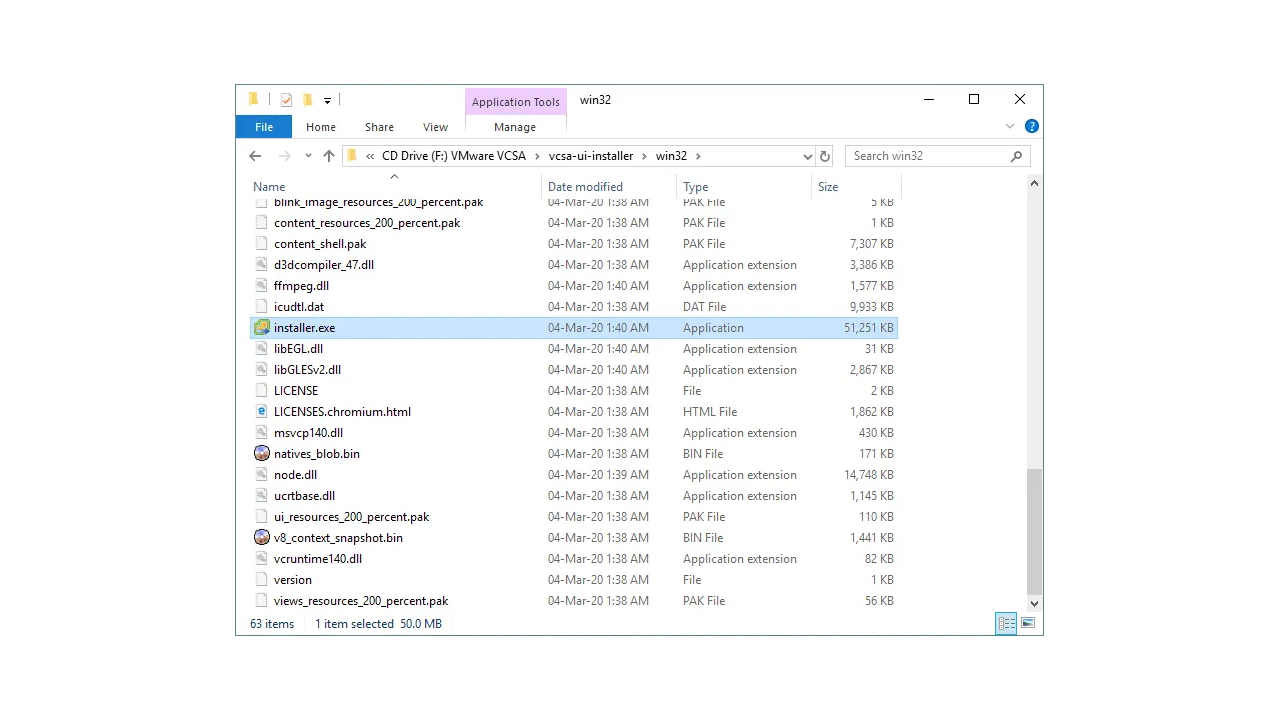 Application Tools win32
File Home Share View Manage
« CD Drive (F:) VMware VCSA > vcsa-ui-installer > win32 > Search win32
Name Date modified Type Size
blink_image_resources_200_percent.pak 04-Mar-20 1:38 AM PAK File 5 KB
content_resources_200_percent.pak 04-Mar-20 1:38 AM PAK File 1 KB
content_shell.pak 04-Mar-20 1:38 AM PAK File 7,307 KB
d3dcompiler_47.dll 04-Mar-20 1:38 AM Application extension 3,386 KB
ffmpeg.dll 04-Mar-20 1:40 AM Application extension 1,577 KB
icudtl.dat 04-Mar-20 1:38 AM DAT File 9,933 KB
installer.exe 04-Mar-20 1:40 AM Application 51,251 KB
libEGL.dll 04-Mar-20 1:40 AM Application extension 31 KB
libGLESv2.dll 04-Mar-20 1:40 AM Application extension 2,867 KB
LICENSE 04-Mar-20 1:38 AM File 2 KB
LICENSES.chromium.html 04-Mar-20 1:38 AM HTML File 1,862 KB
msvcp140.dll 04-Mar-20 1:38 AM Application extension 430 KB
natives_blob.bin 04-Mar-20 1:38 AM BIN File 171 KB
node.dll 04-Mar-20 1:39 AM Application extension 14,748 KB
ucrtbase.dll 04-Mar-20 1:38 AM Application extension 1,145 KB
ui_resources_200_percent.pak 04-Mar-20 1:38 AM PAK File 110 KB
v8_context_snapshot.bin 04-Mar-20 1:38 AM BIN File 1,441 KB
vcruntime140.dll 04-Mar-20 1:38 AM Application extension 82 KB
version 04-Mar-20 1:38 AM File 1 KB
views_resources_200_percent.pak 04-Mar-20 1:38 AM PAK File 56 KB
63 items 1 item selected 50.0 MB